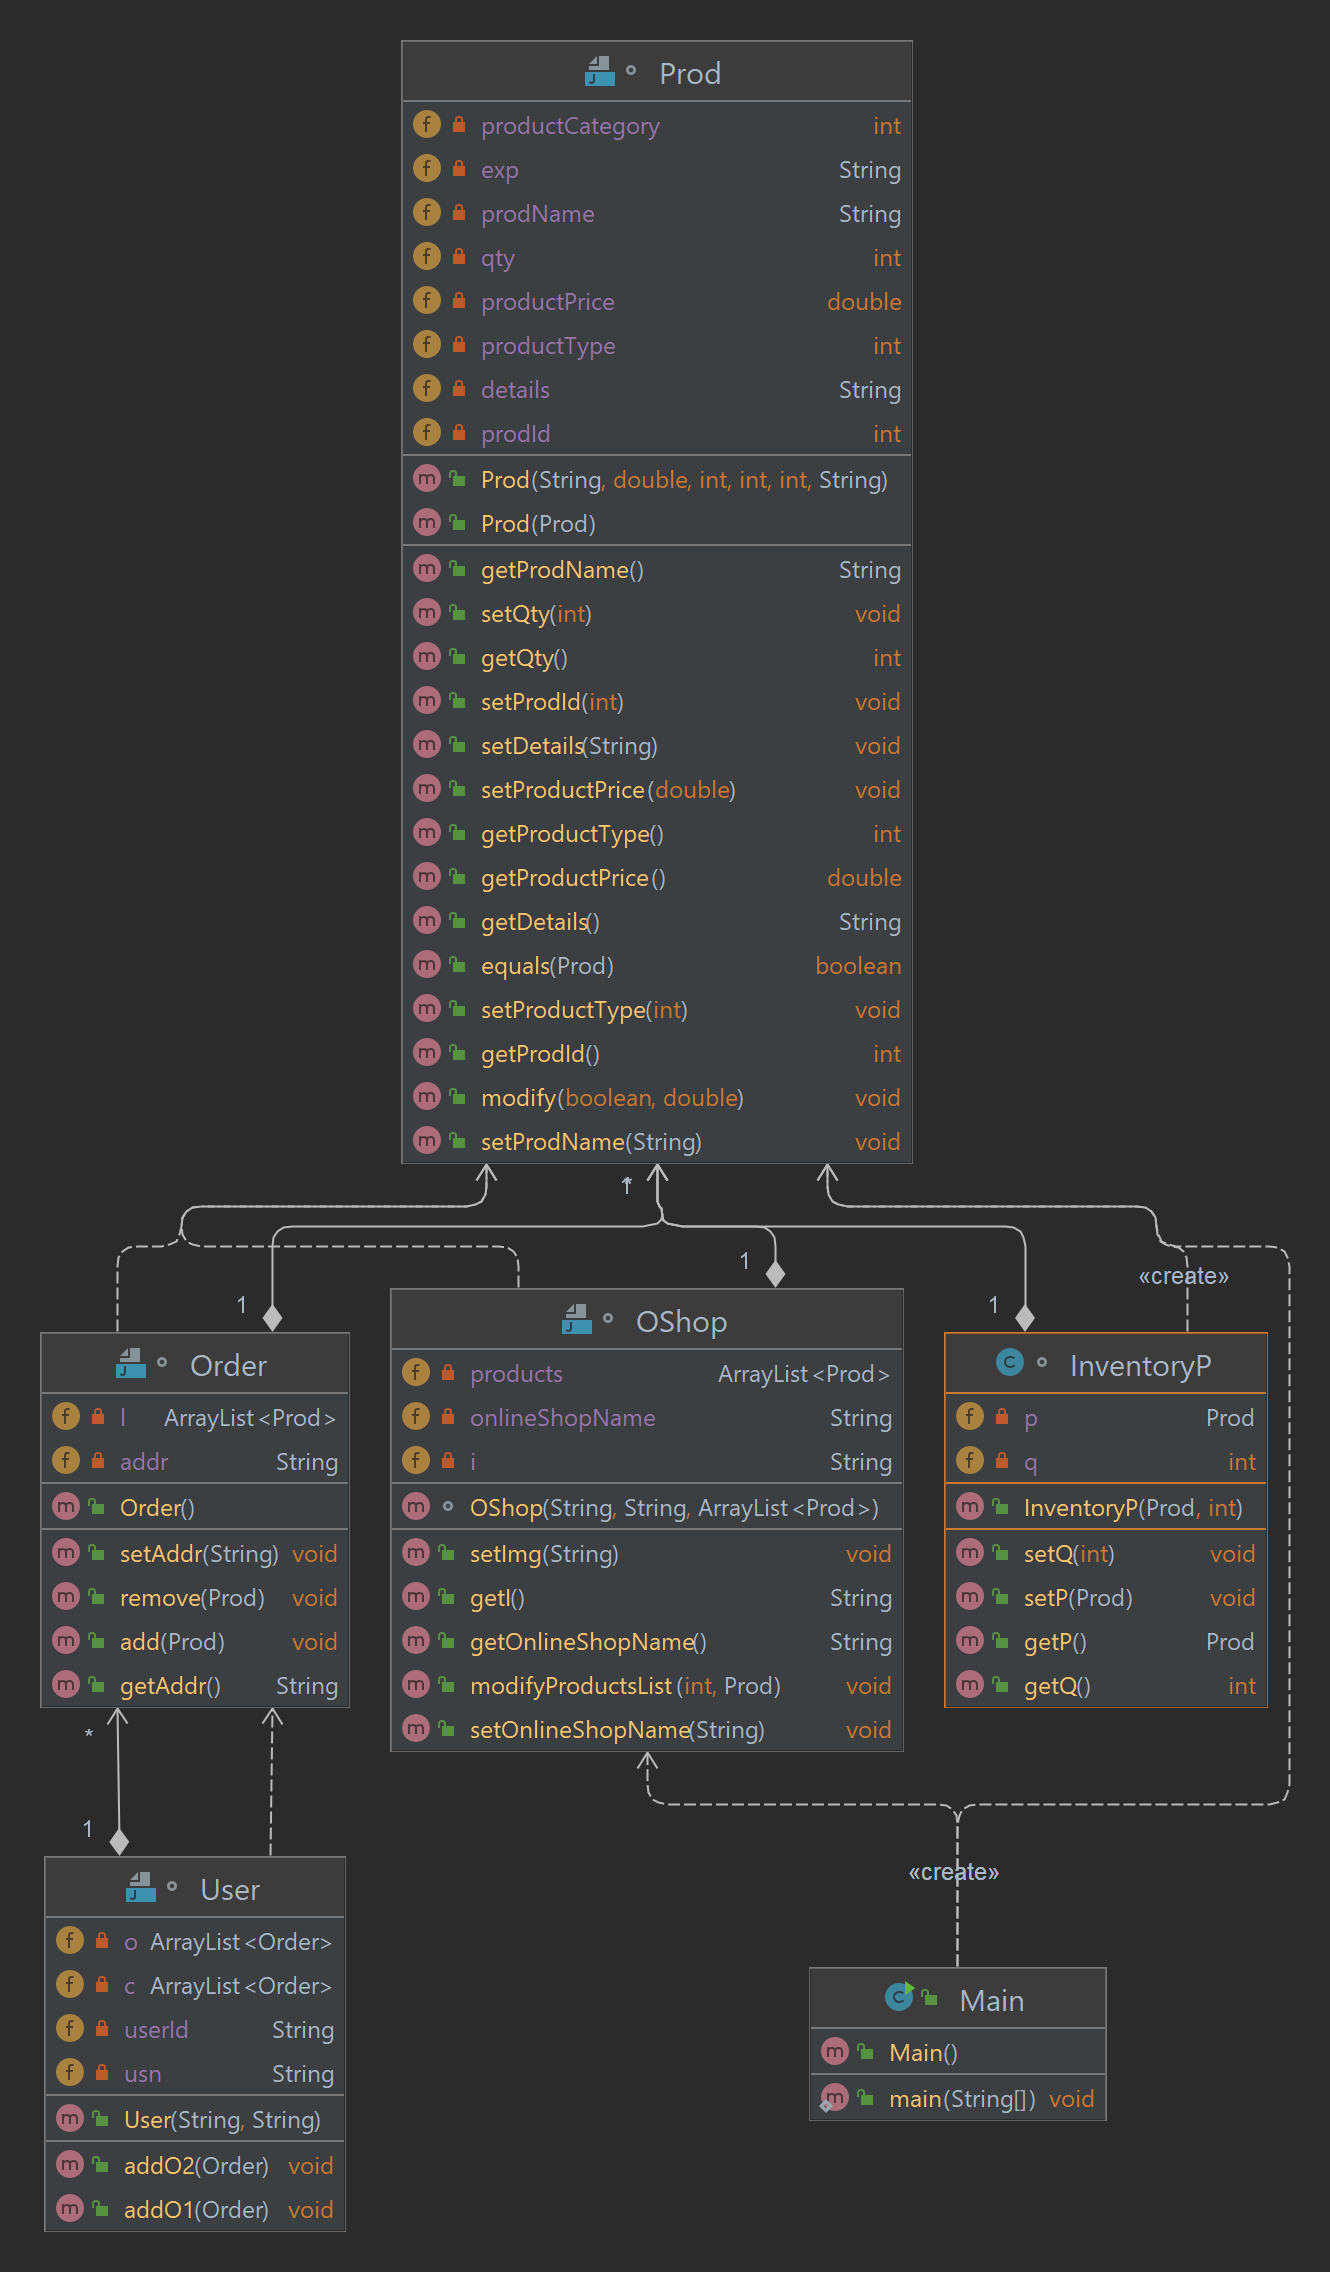 Prod
productCategory int
exp String
prodName String
qty int
productPrice double
productType int
details String
prodId int
Prod(String, double, int, int, int, String)
Prod(Prod)
getProdName() String
setQty(int) void
getQty() int
setProdId(int) void
setDetails(String) void
setProductPrice(double) void
getProductType() int
getProductPrice() double
getDetails() String
equals(Prod) boolean
setProductType(int) void
getProdId() int
modify(boolean, double) void
setProdName(String) void
1
1
1
«create»
Order
l ArrayList<Prod>
addr String
Order()
setAddr(String) void
remove(Prod) void
add(Prod) void
getAddr() String
OShop
products ArrayList<Prod>
onlineShopName String
i String
OShop(String, String, ArrayList<Prod>)
setImg(String) void
getI() String
getOnlineShopName() String
modifyProductsList(int, Prod) void
setOnlineShopName(String) void
InventoryP
p Prod
q int
InventoryP(Prod, int)
setQ(int) void
setP(Prod) void
getP() Prod
getQ() int
*
1
«create»
User
o ArrayList<Order>
c ArrayList<Order>
userId String
usn String
User(String, String)
addO2(Order) void
addO1(Order) void
Main
Main()
main(String[]) void